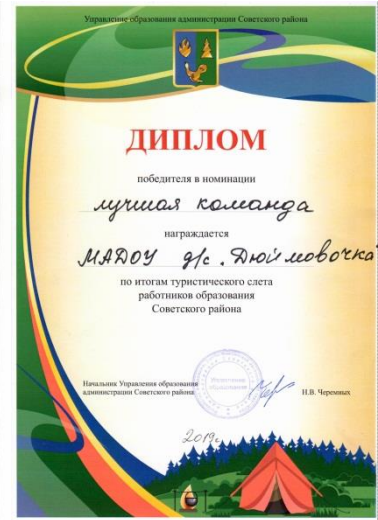 Управление образования администрации Советского района
ДИПЛОМ
победителя в номинации
лучшая команда
награждается
МАДОУ д/с "Дюймовочка"
по итогам туристического слета
работников образования
Советского района
Начальник Управления образования
администрации Советского района
Н.В. Черемных
2019г.